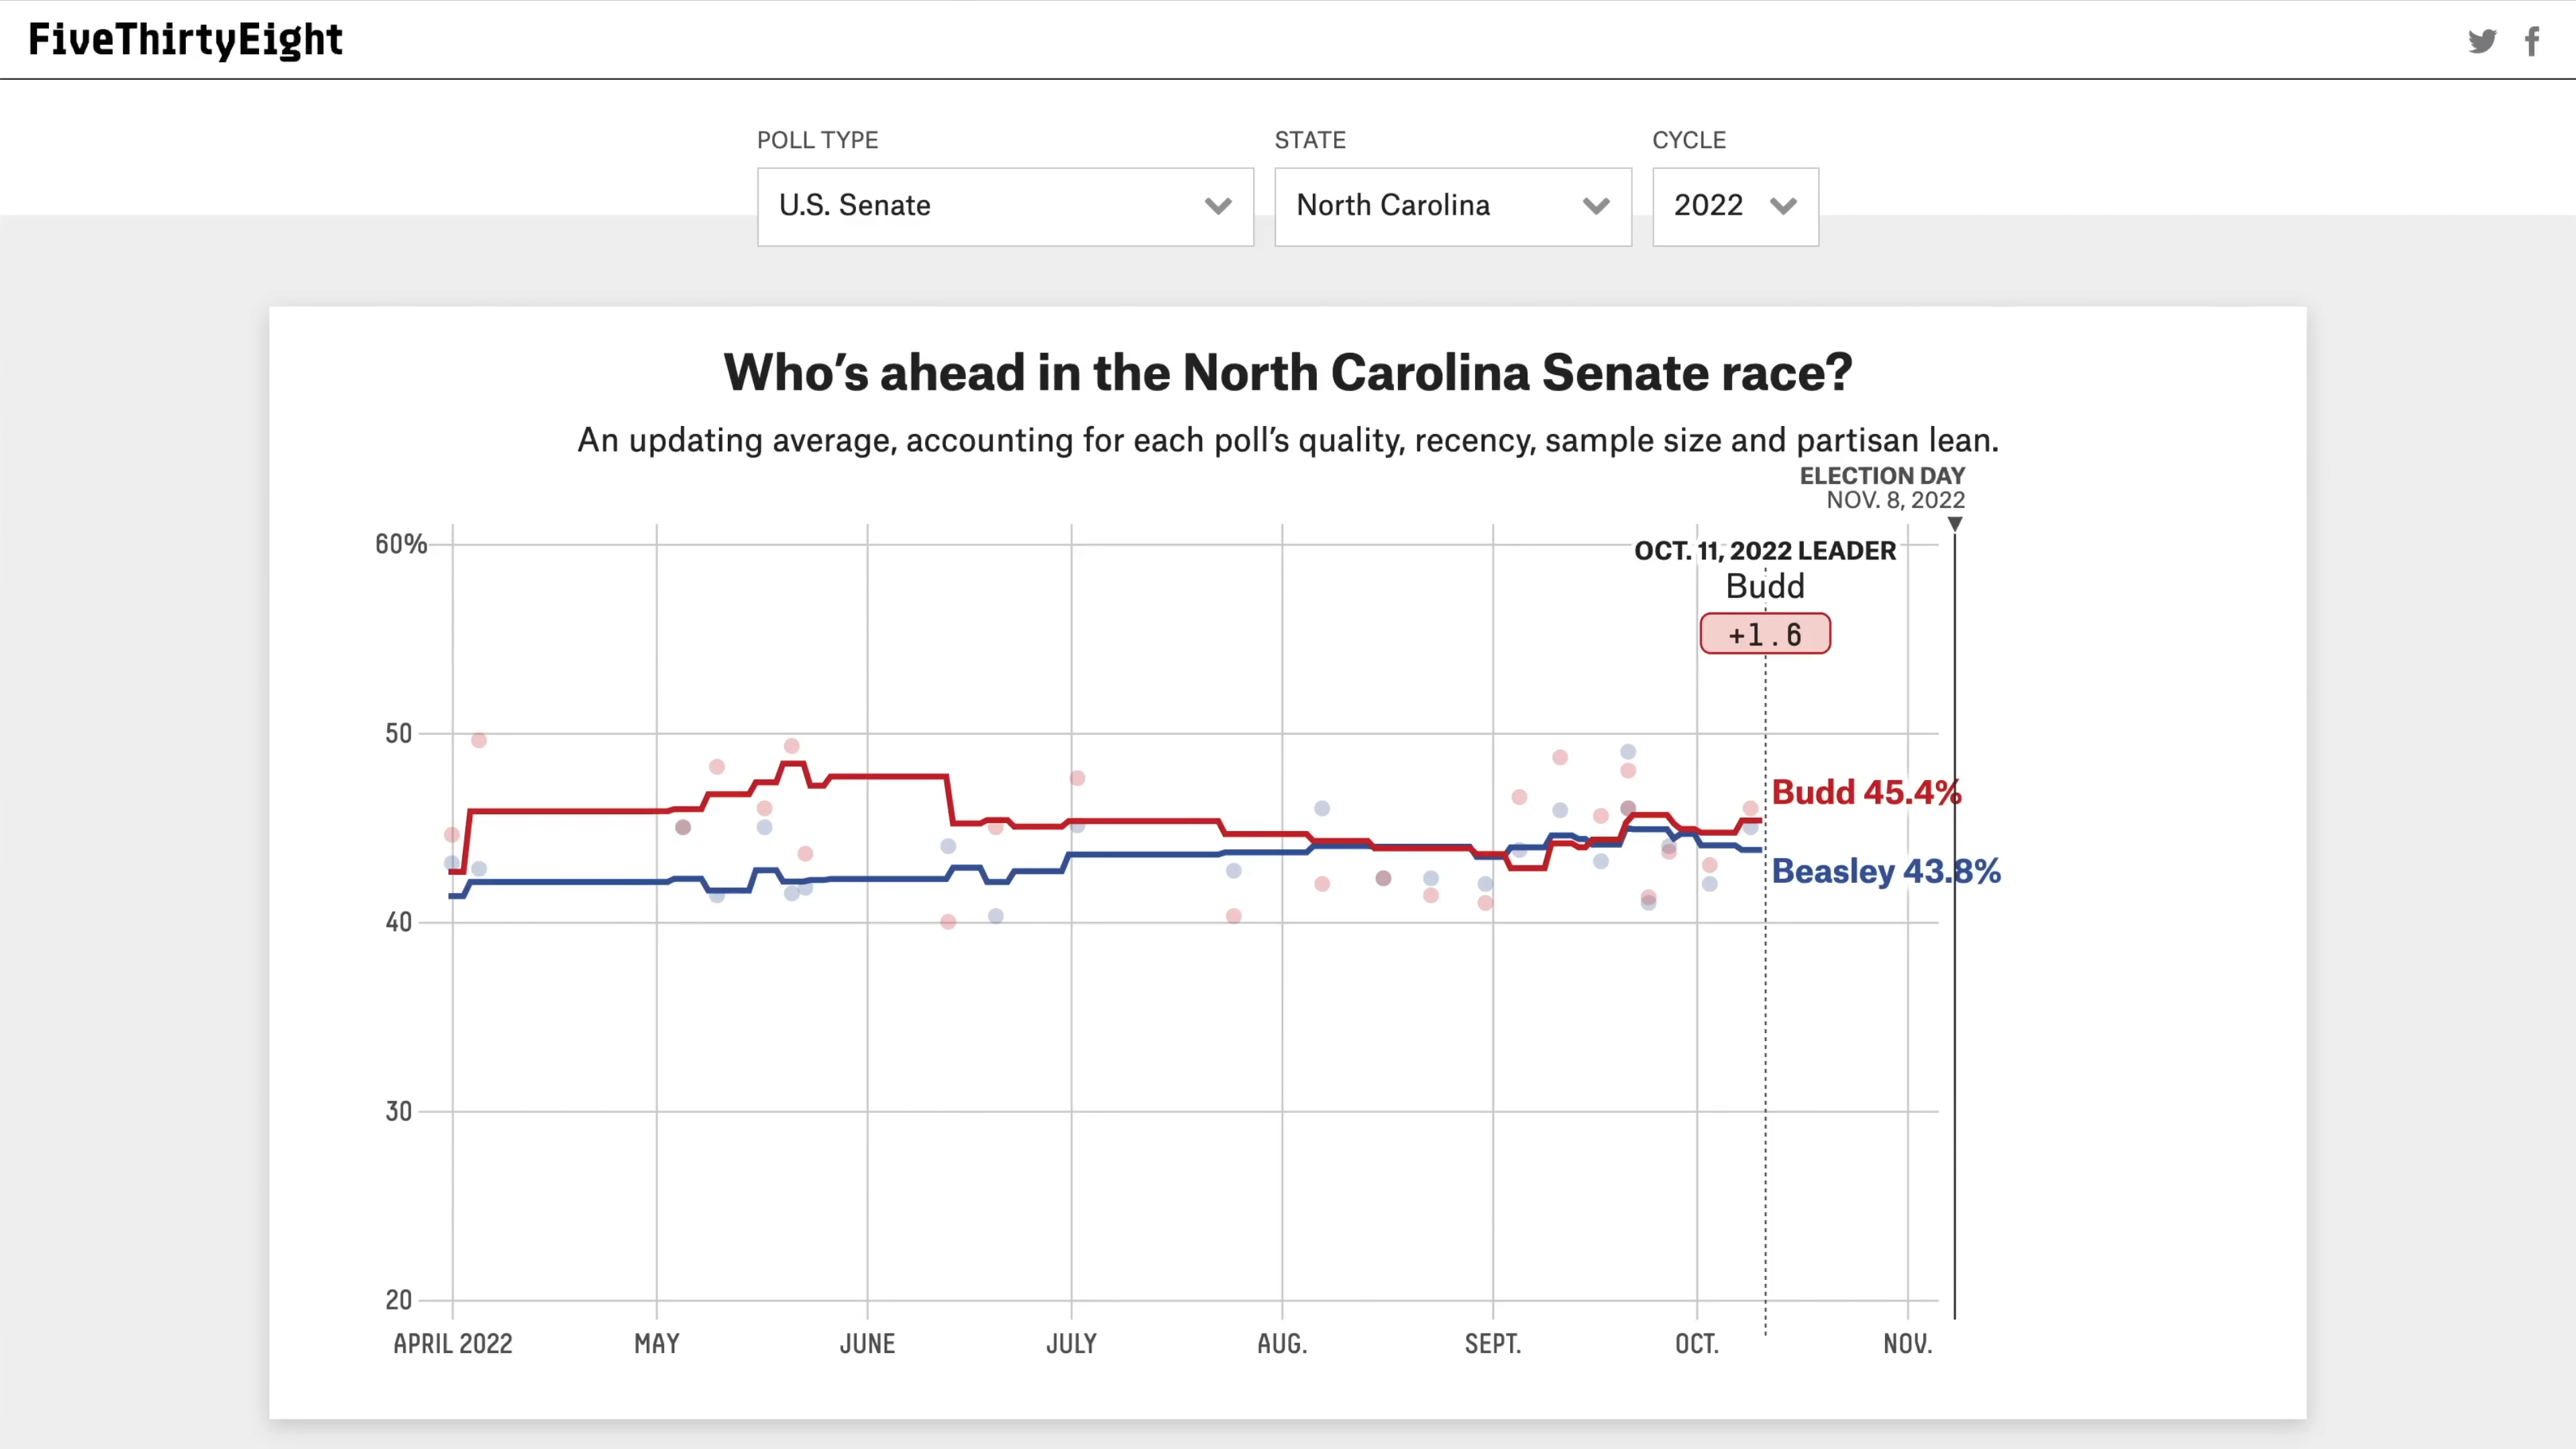 FiveThirtyEight
POLL TYPE
STATE
CYCLE
U.S. Senate
North Carolina
2022
Who’s ahead in the North Carolina Senate race?
An updating average, accounting for each poll’s quality, recency, sample size and partisan lean.
ELECTION DAY
NOV. 8, 2022
60%
OCT. 11, 2022 LEADER
Budd
+1.6
50
Budd 45.4%
Beasley 43.8%
40
30
20
APRIL 2022
MAY
JUNE
JULY
AUG.
SEPT.
OCT.
NOV.